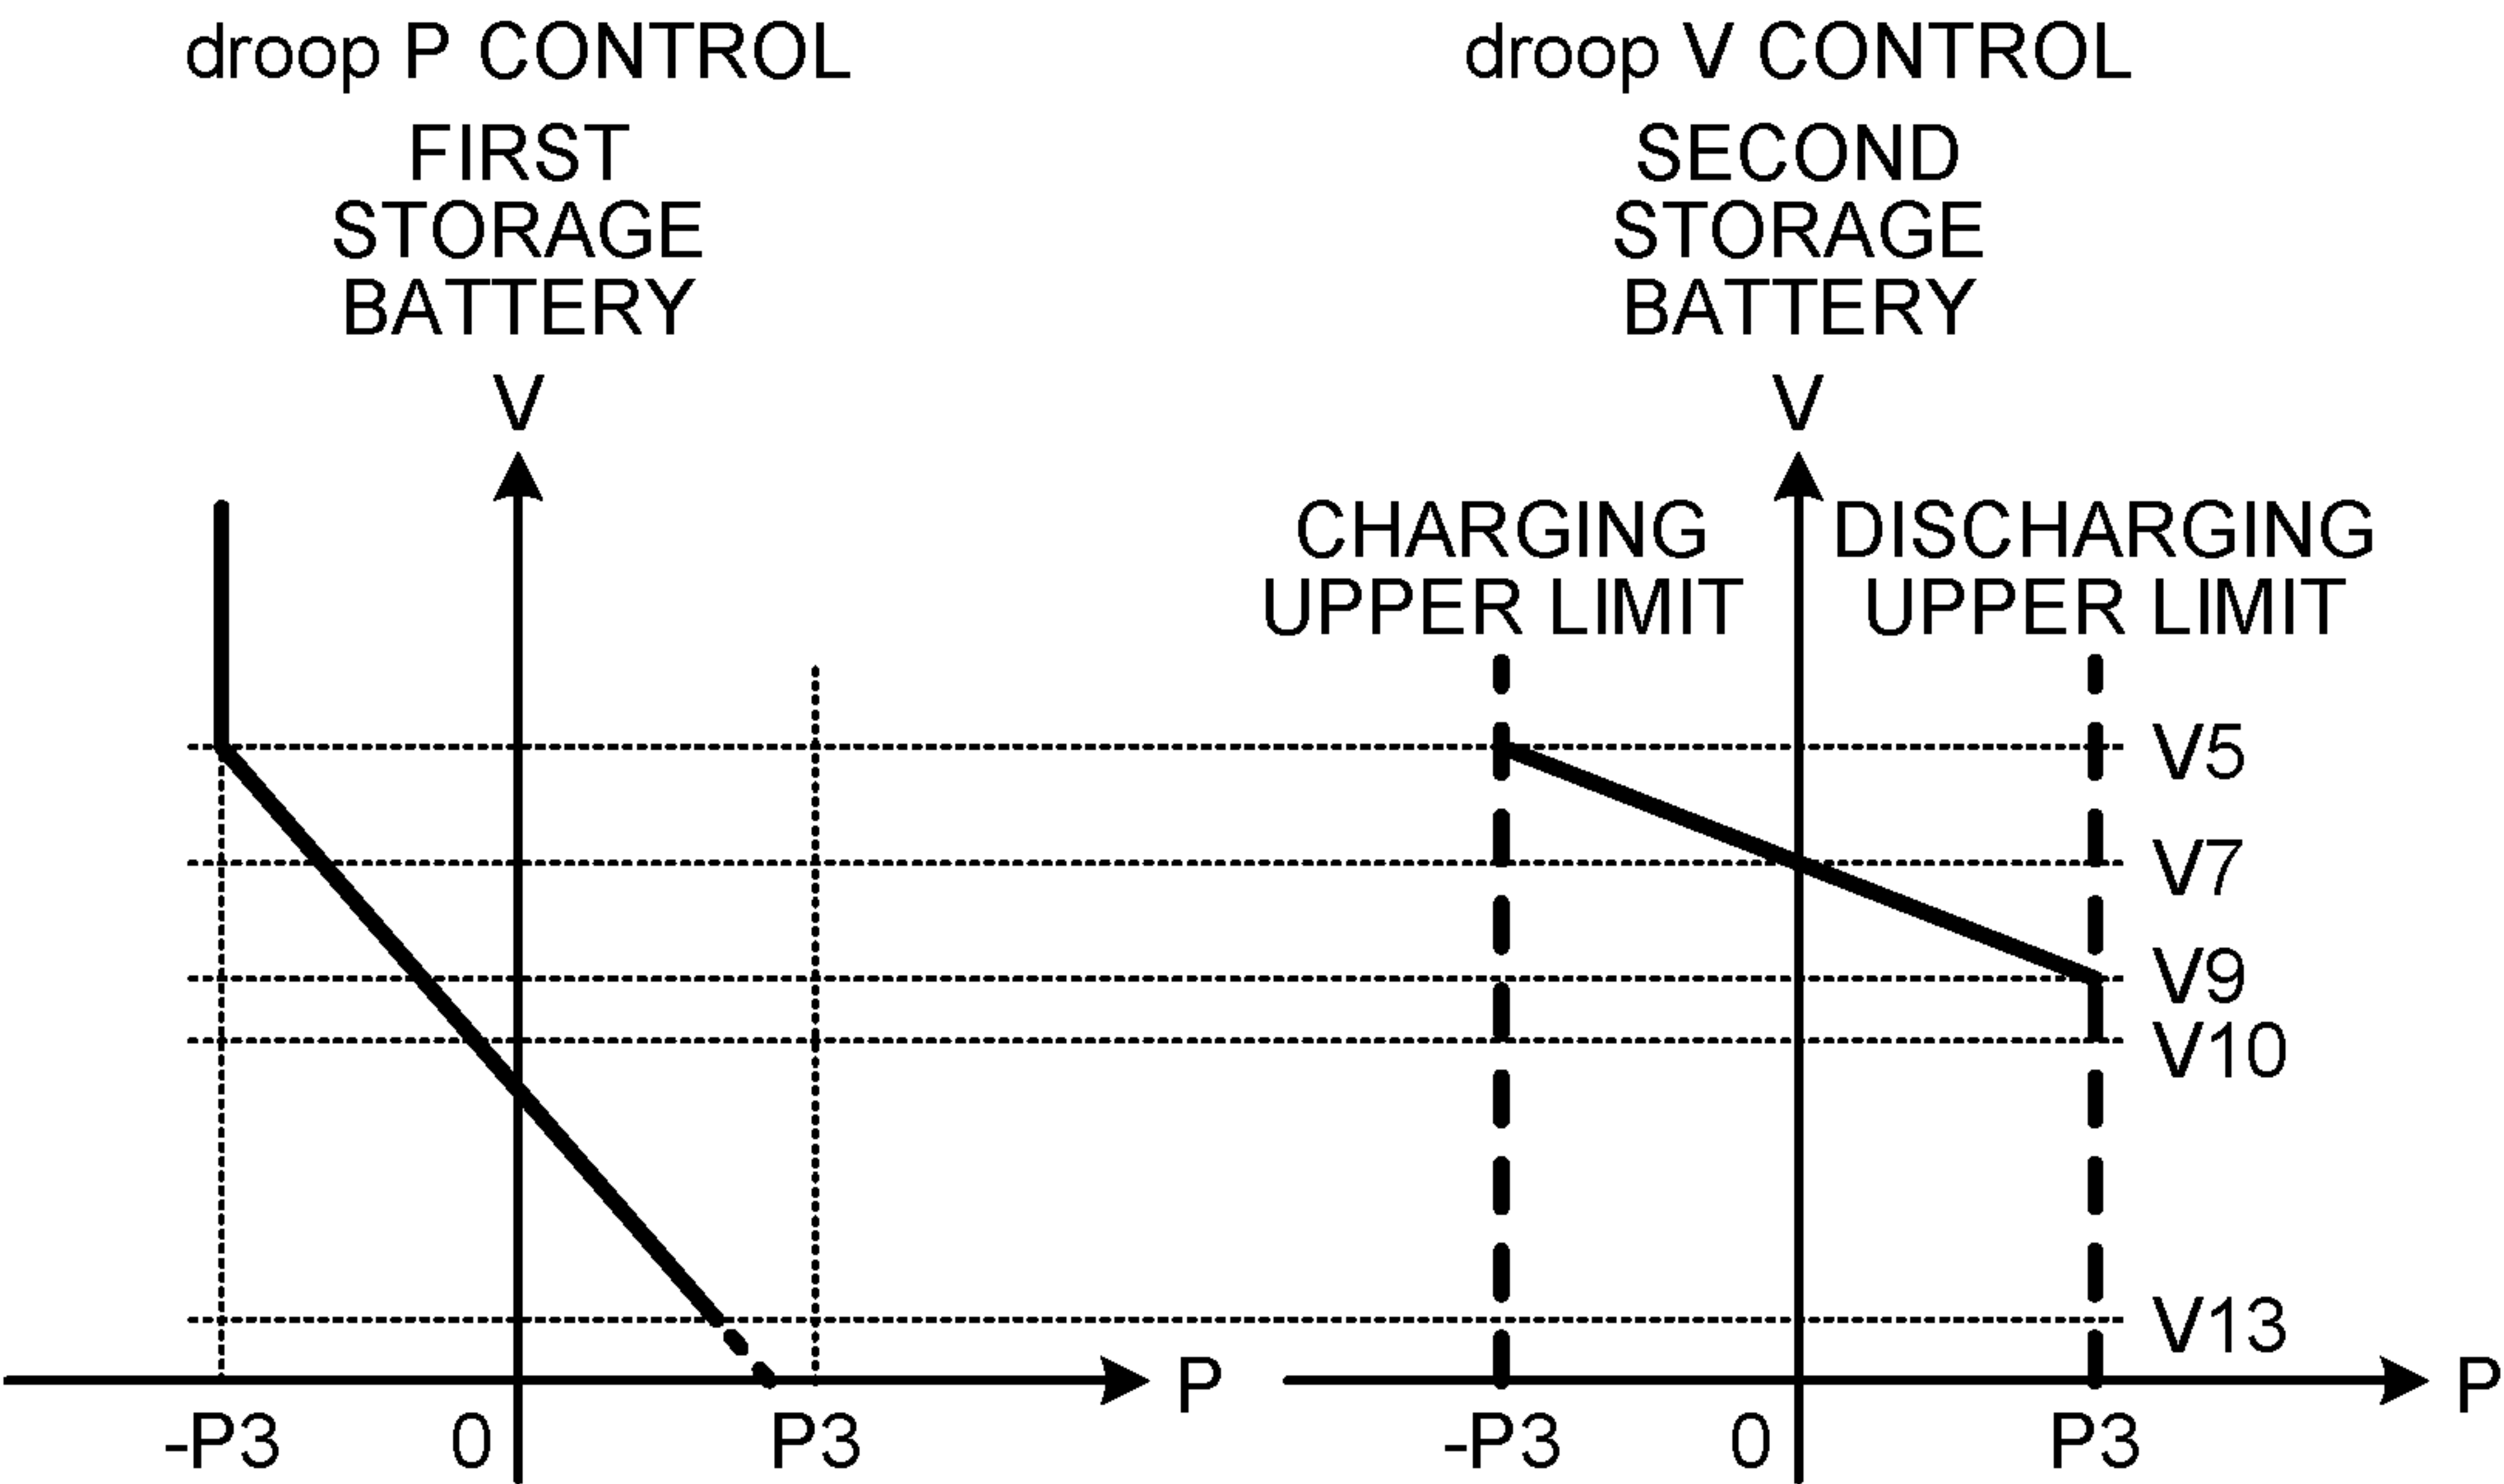 droop P CONTROL
FIRST
STORAGE
BATTERY
V
P
-P3
0
P3
droop V CONTROL
SECOND
STORAGE
BATTERY
V
CHARGING
UPPER LIMIT
DISCHARGING
UPPER LIMIT
V5
V7
V9
V10
V13
P
-P3
0
P3